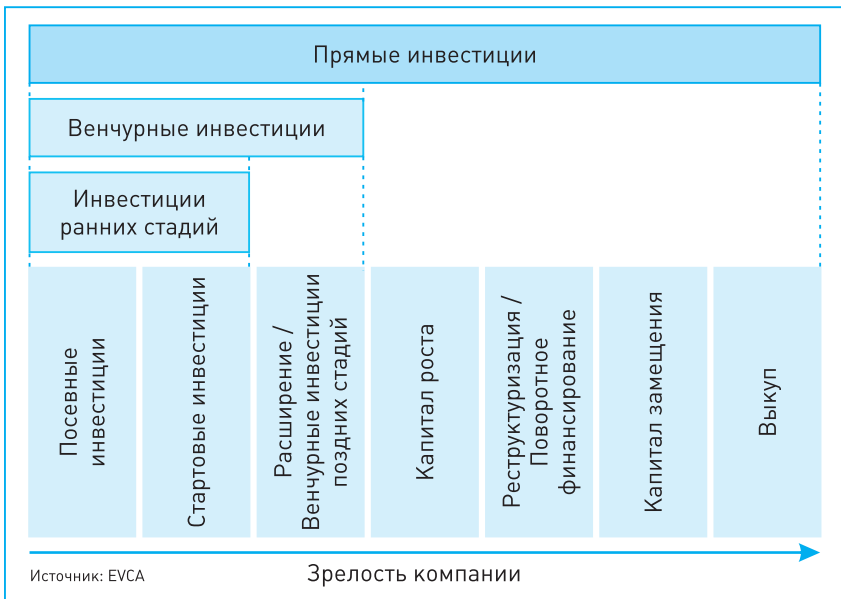 Прямые инвестиции
Венчурные инвестиции
Инвестиции
ранних стадий
Посевные
инвестиции
Стартовые инвестиции
Расширение /
Венчурные инвестиции
поздних стадий
Капитал роста
Реструктуризация /
Поворотное
финансирование
Капитал замещения
Выкуп
Источник: EVCA
Зрелость компании